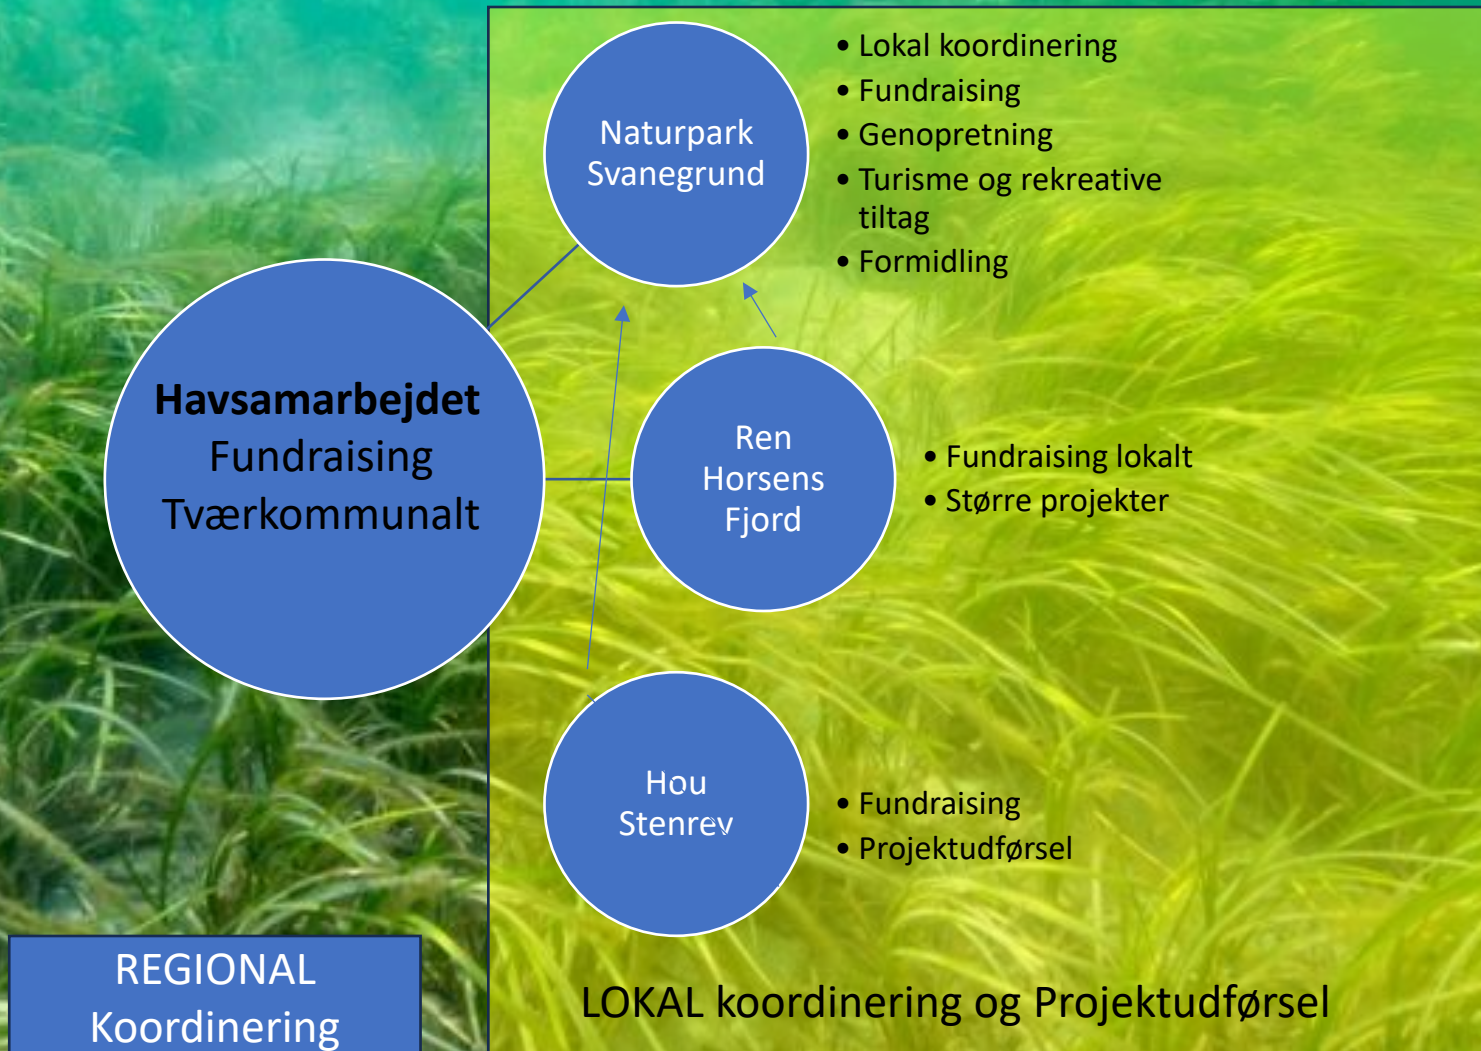 Naturpark
Svanegrund
• Lokal koordinering
• Fundraising
• Genopretning
• Turisme og rekreative
tiltag
• Formidling
Havsamarbejdet
Fundraising
Tværkommunalt
Ren
Horsens
Fjord
• Fundraising lokalt
• Større projekter
Hou
Stenrev
• Fundraising
• Projektudførsel
REGIONAL
Koordinering
LOKAL koordinering og Projektudførsel